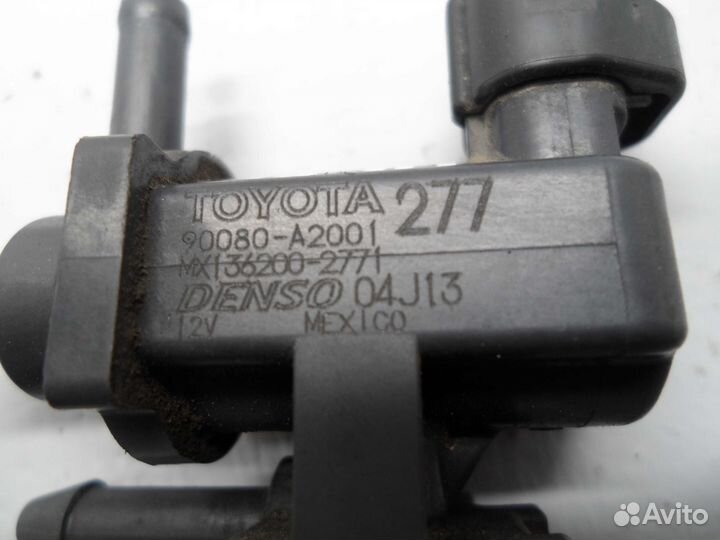 TOYOTA 277
90080-A2001
MX136200-2771
DENSO 04J13
12V MEXICO
Avito